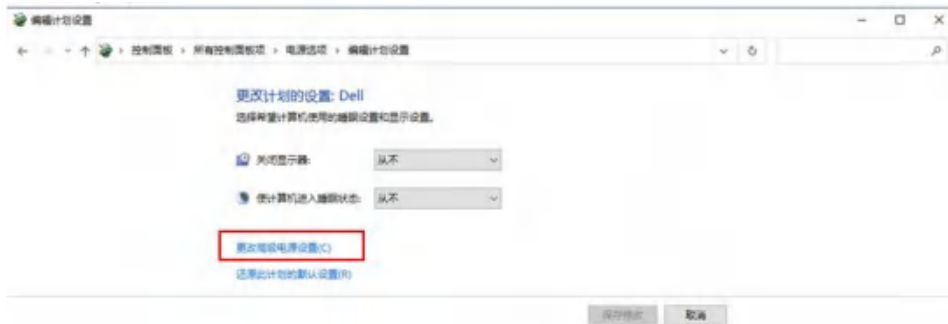 编辑计划设置
控制面板 › 所有控制面板项 › 电源选项 › 编辑计划设置
更改计划的设置: Dell
选择希望计算机使用的睡眠设置和显示设置。
关闭显示器: 从不
使计算机进入睡眠状态: 从不
更改高级电源设置(C)
还原此计划的默认设置(R)
保存修改 取消